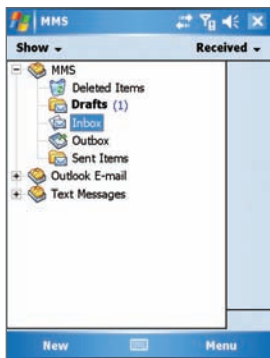 MMS
Show Received
MMS
Deleted Items
Drafts (1)
Inbox
Outbox
Sent Items
Outlook E-mail
Text Messages
New Menu